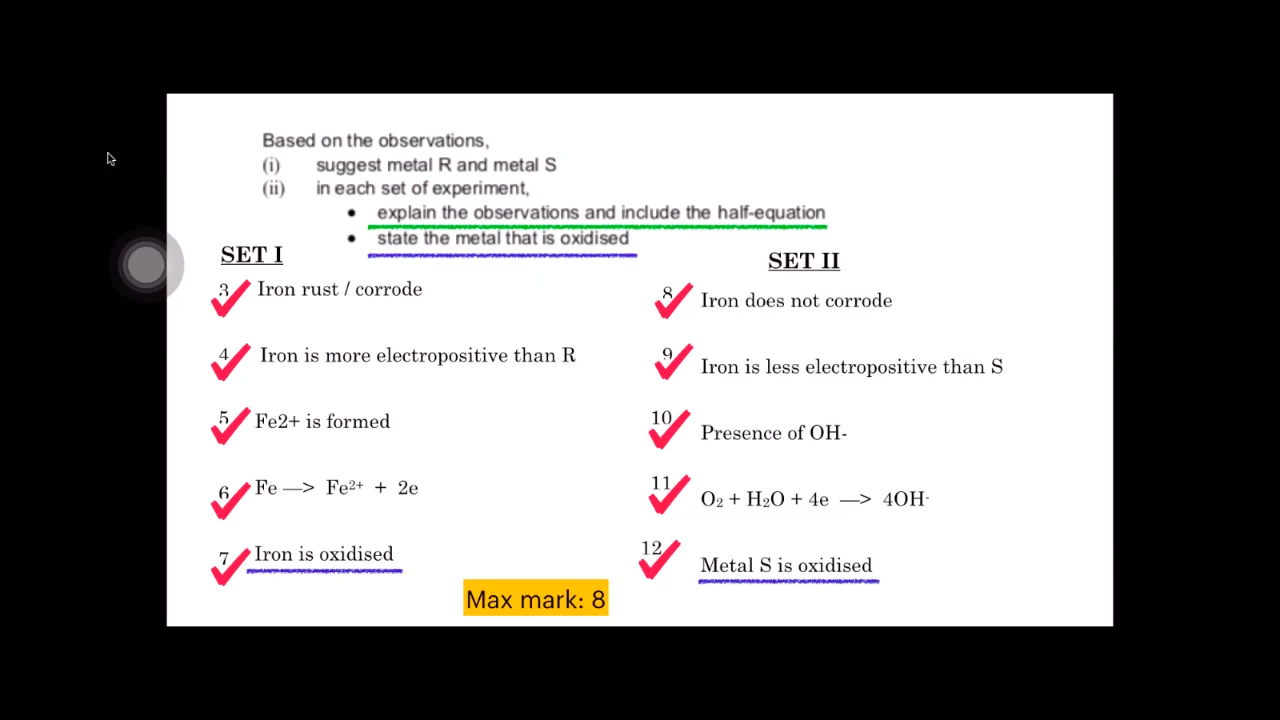 Based on the observations,
(i) suggest metal R and metal S
(ii) in each set of experiment,
• explain the observations and include the half-equation
• state the metal that is oxidised
SET I
3 Iron rust / corrode
4 Iron is more electropositive than R
5 Fe2+ is formed
6 Fe —> Fe²⁺ + 2e
7 Iron is oxidised
SET II
8 Iron does not corrode
9 Iron is less electropositive than S
10 Presence of OH-
11 O₂ + H₂O + 4e —> 4OH⁻
12 Metal S is oxidised
Max mark: 8